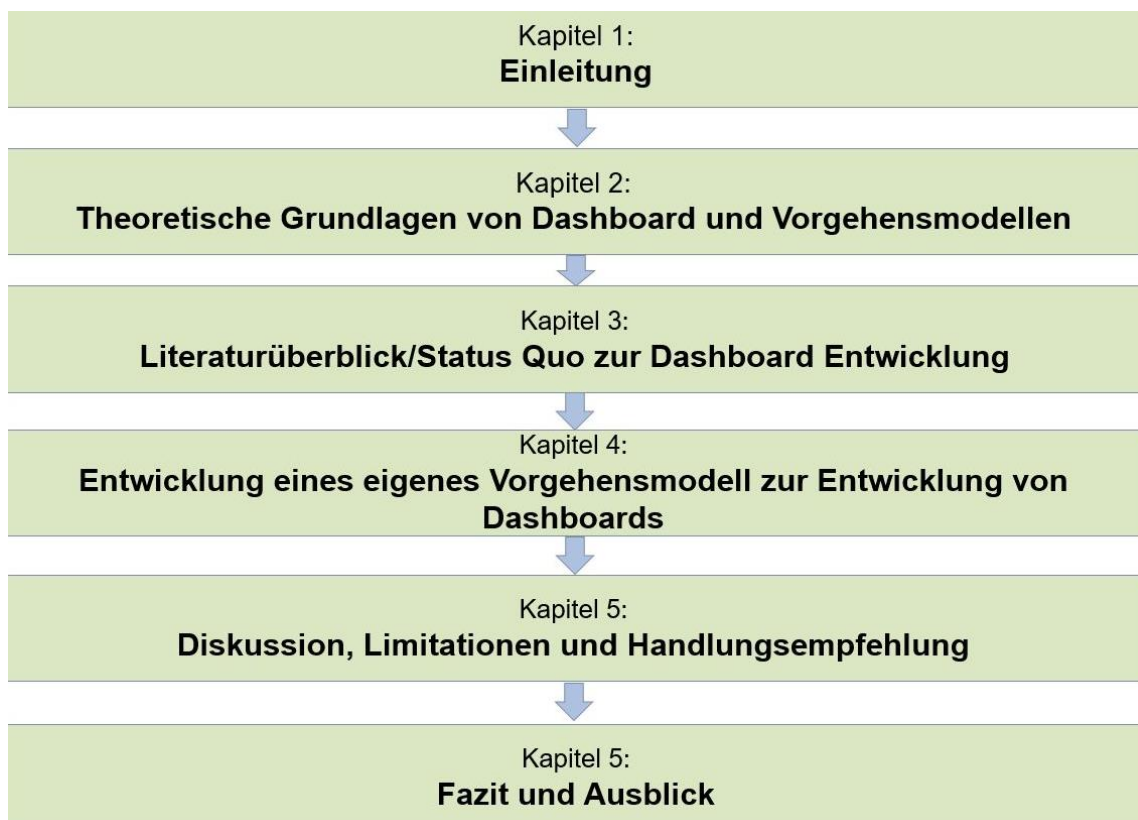 Kapitel 1:
Einleitung
Kapitel 2:
Theoretische Grundlagen von Dashboard und Vorgehensmodellen
Kapitel 3:
Literaturüberblick/Status Quo zur Dashboard Entwicklung
Kapitel 4:
Entwicklung eines eigenes Vorgehensmodell zur Entwicklung von
Dashboards
Kapitel 5:
Diskussion, Limitationen und Handlungsempfehlung
Kapitel 5:
Fazit und Ausblick